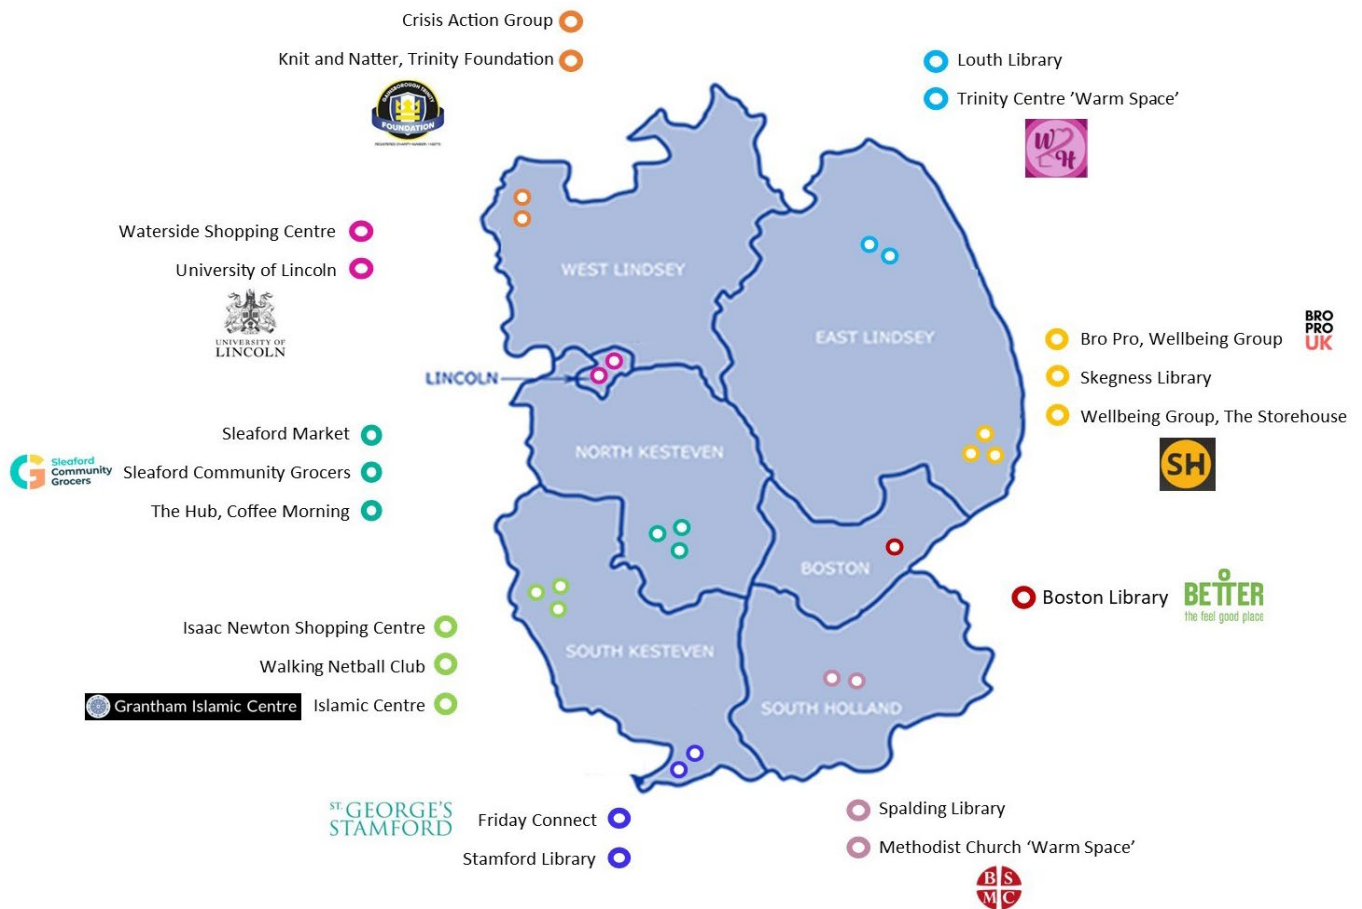 Crisis Action Group
Knit and Natter, Trinity Foundation
GAINSBOROUGH TRINITY
FOUNDATION
Louth Library
Trinity Centre 'Warm Space'
W
H
Waterside Shopping Centre
University of Lincoln
UNIVERSITY OF
LINCOLN
WEST LINDSEY
EAST LINDSEY
BRO
PRO
UK
Bro Pro, Wellbeing Group
Skegness Library
Wellbeing Group, The Storehouse
SH
LINCOLN
Sleaford Market
Sleaford
Community
Grocers
Sleaford Community Grocers
The Hub, Coffee Morning
NORTH KESTEVEN
BOSTON
Boston Library
BETTER
the feel good place
Isaac Newton Shopping Centre
Walking Netball Club
Grantham Islamic Centre
Islamic Centre
SOUTH KESTEVEN
SOUTH HOLLAND
ST. GEORGE'S
STAMFORD
Friday Connect
Stamford Library
Spalding Library
Methodist Church ‘Warm Space’
B S
M C